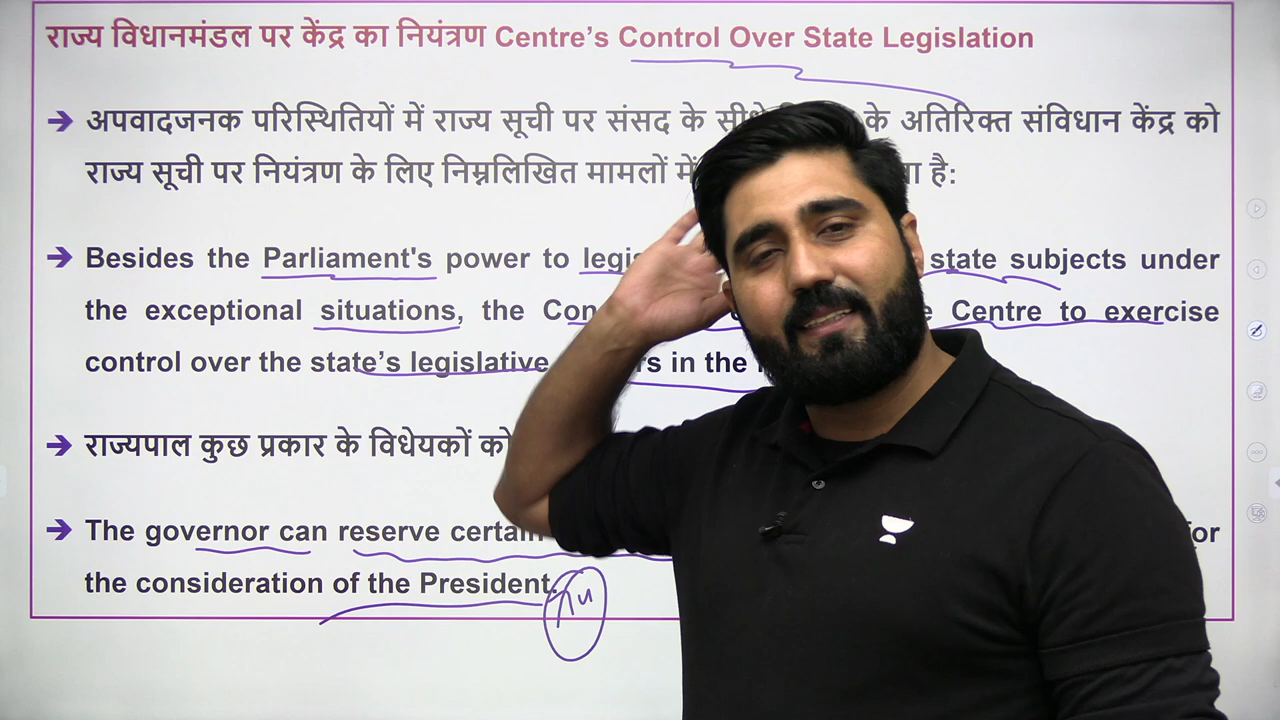 राज्य विधानमंडल पर केंद्र का नियंत्रण Centre's Control Over State Legislation
➔ अपवादजनक परिस्थितियों में राज्य सूची पर संसद के के अतिरिक्त संविधान केंद्र को
राज्य सूची पर नियंत्रण के लिए निम्नलिखित मामलों में है:
➔ Besides the Parliament's power to state subjects under
the exceptional situations, the Centre to exercise
control over the state's legislative in the
➔ राज्यपाल कुछ प्रकार के विधेयकों को
➔ The governor can reserve certain
the consideration of the President.